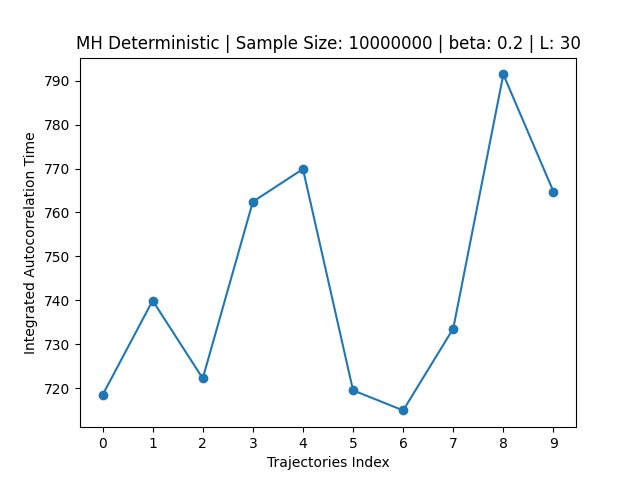 MH Deterministic | Sample Size: 10000000 | beta: 0.2 | L: 30
790
780
770
760
750
740
730
720
Integrated Autocorrelation Time
0 1 2 3 4 5 6 7 8 9
Trajectories Index